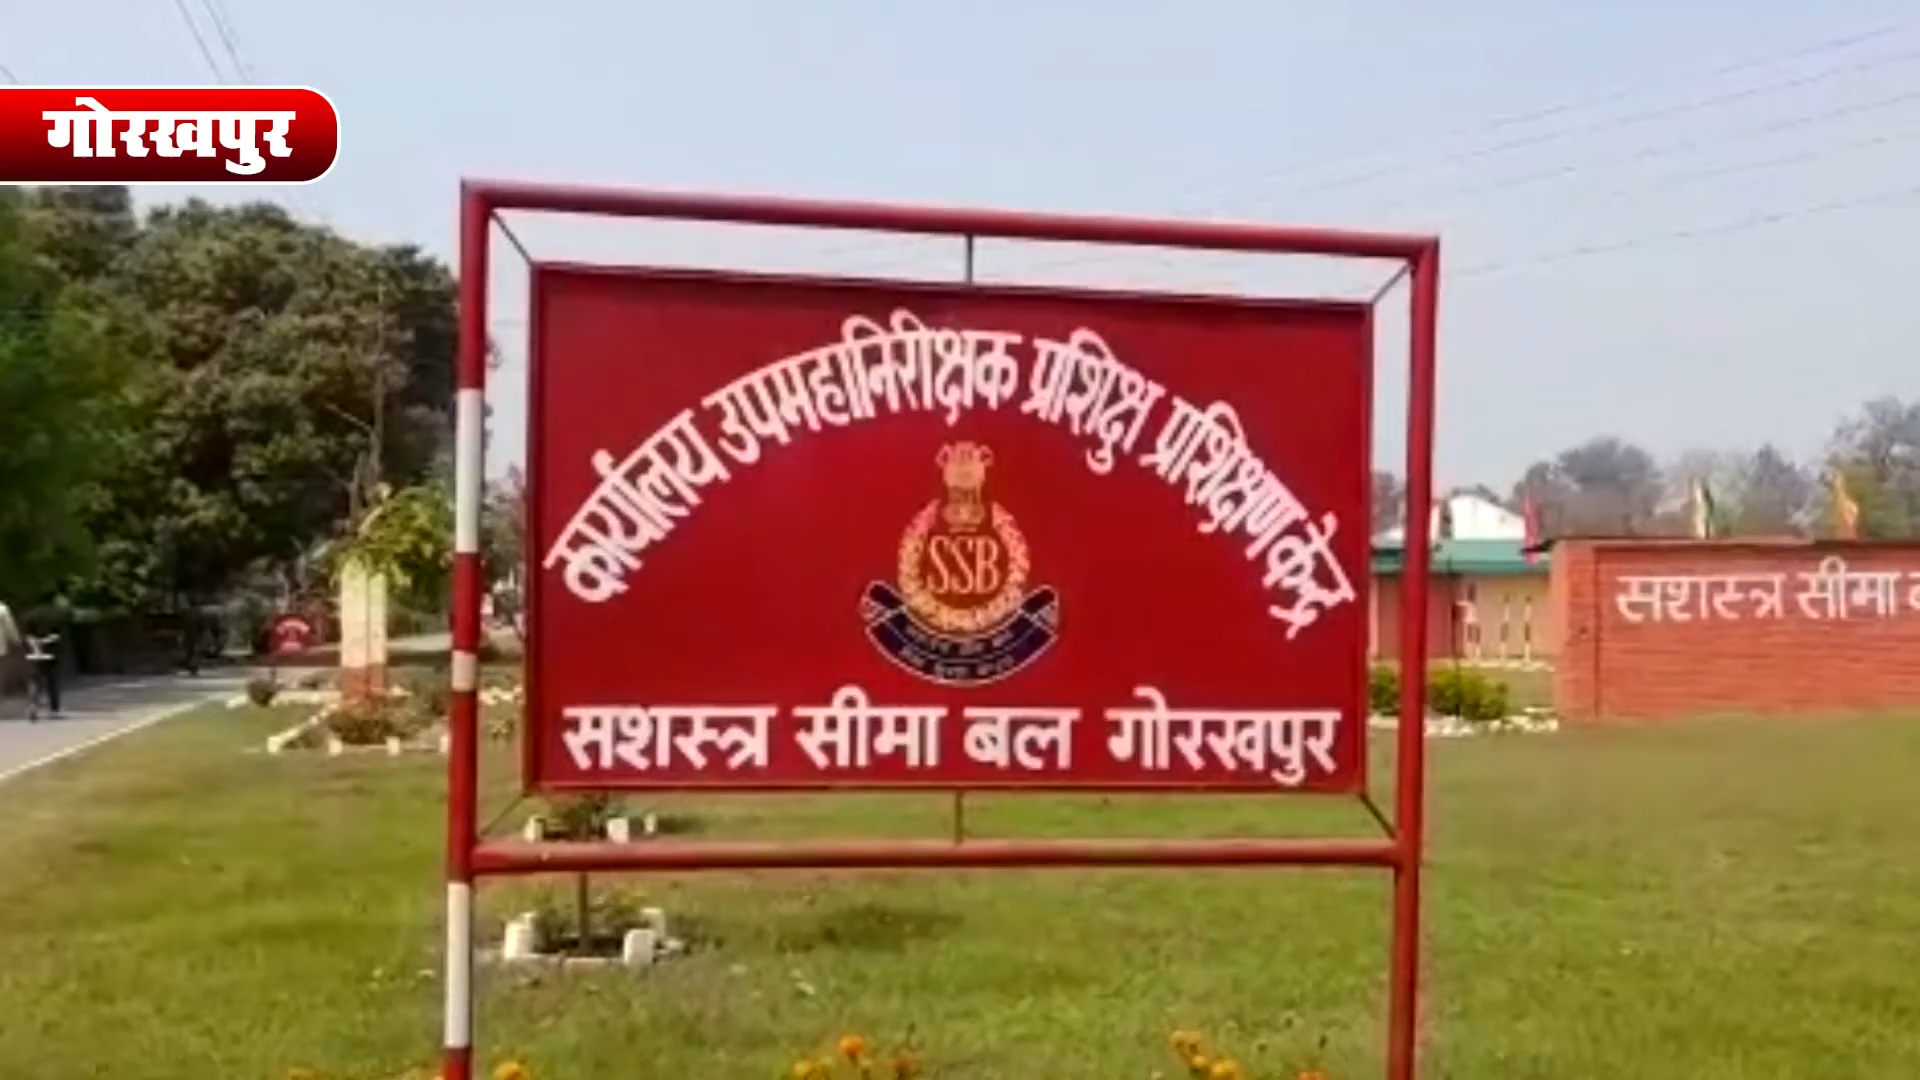 गोरखपुर
कार्यालय उपमहानिरीक्षक प्रशिक्षु प्रशिक्षण केन्द्र
SSB
सशस्त्र सीमा बल गोरखपुर
सशस्त्र सीमा